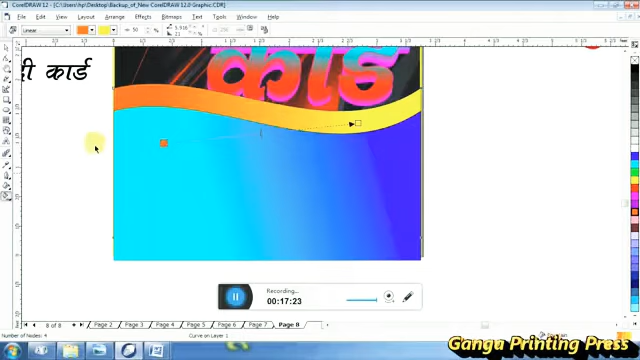 CorelDRAW 12 - [C:\Users\hp\Desktop\Backup_of_New CorelDRAW 12.0 Graphic.CDR]
File Edit View Layout Arrange Effects Bitmaps Text Tools Window Help
Linear 50
कार्ड
दी कार्ड
Recording...
00:17:23
8 of 8 Page 2 Page 3 Page 4 Page 5 Page 6 Page 7 Page 8
Number of Nodes: 4 Curve on Layer 1
Ganga Printing Press